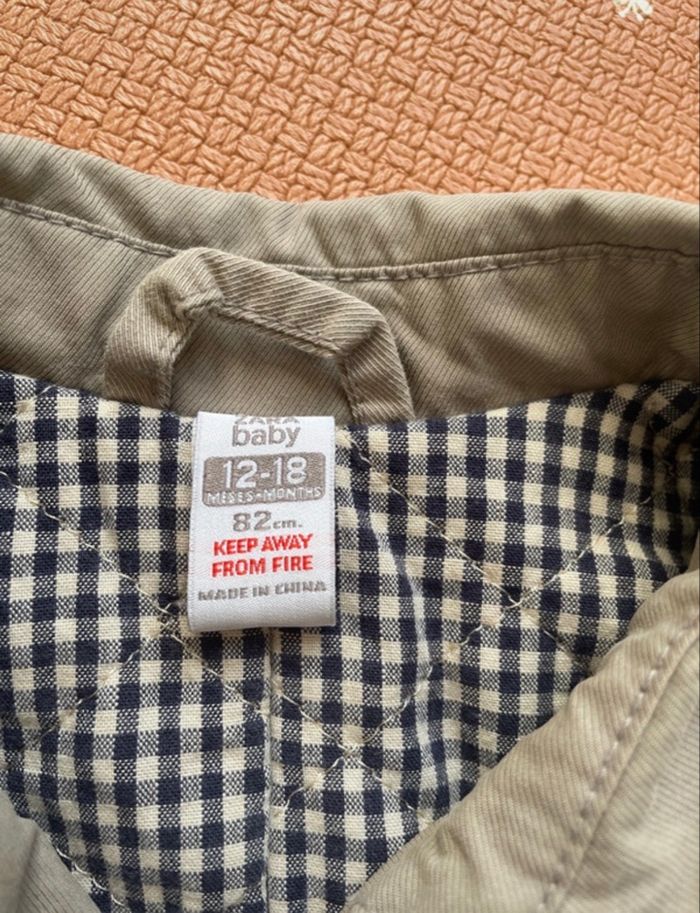 ZARA
baby
12-18
MESES-MONTHS
82cm.
KEEP AWAY
FROM FIRE
MADE IN CHINA